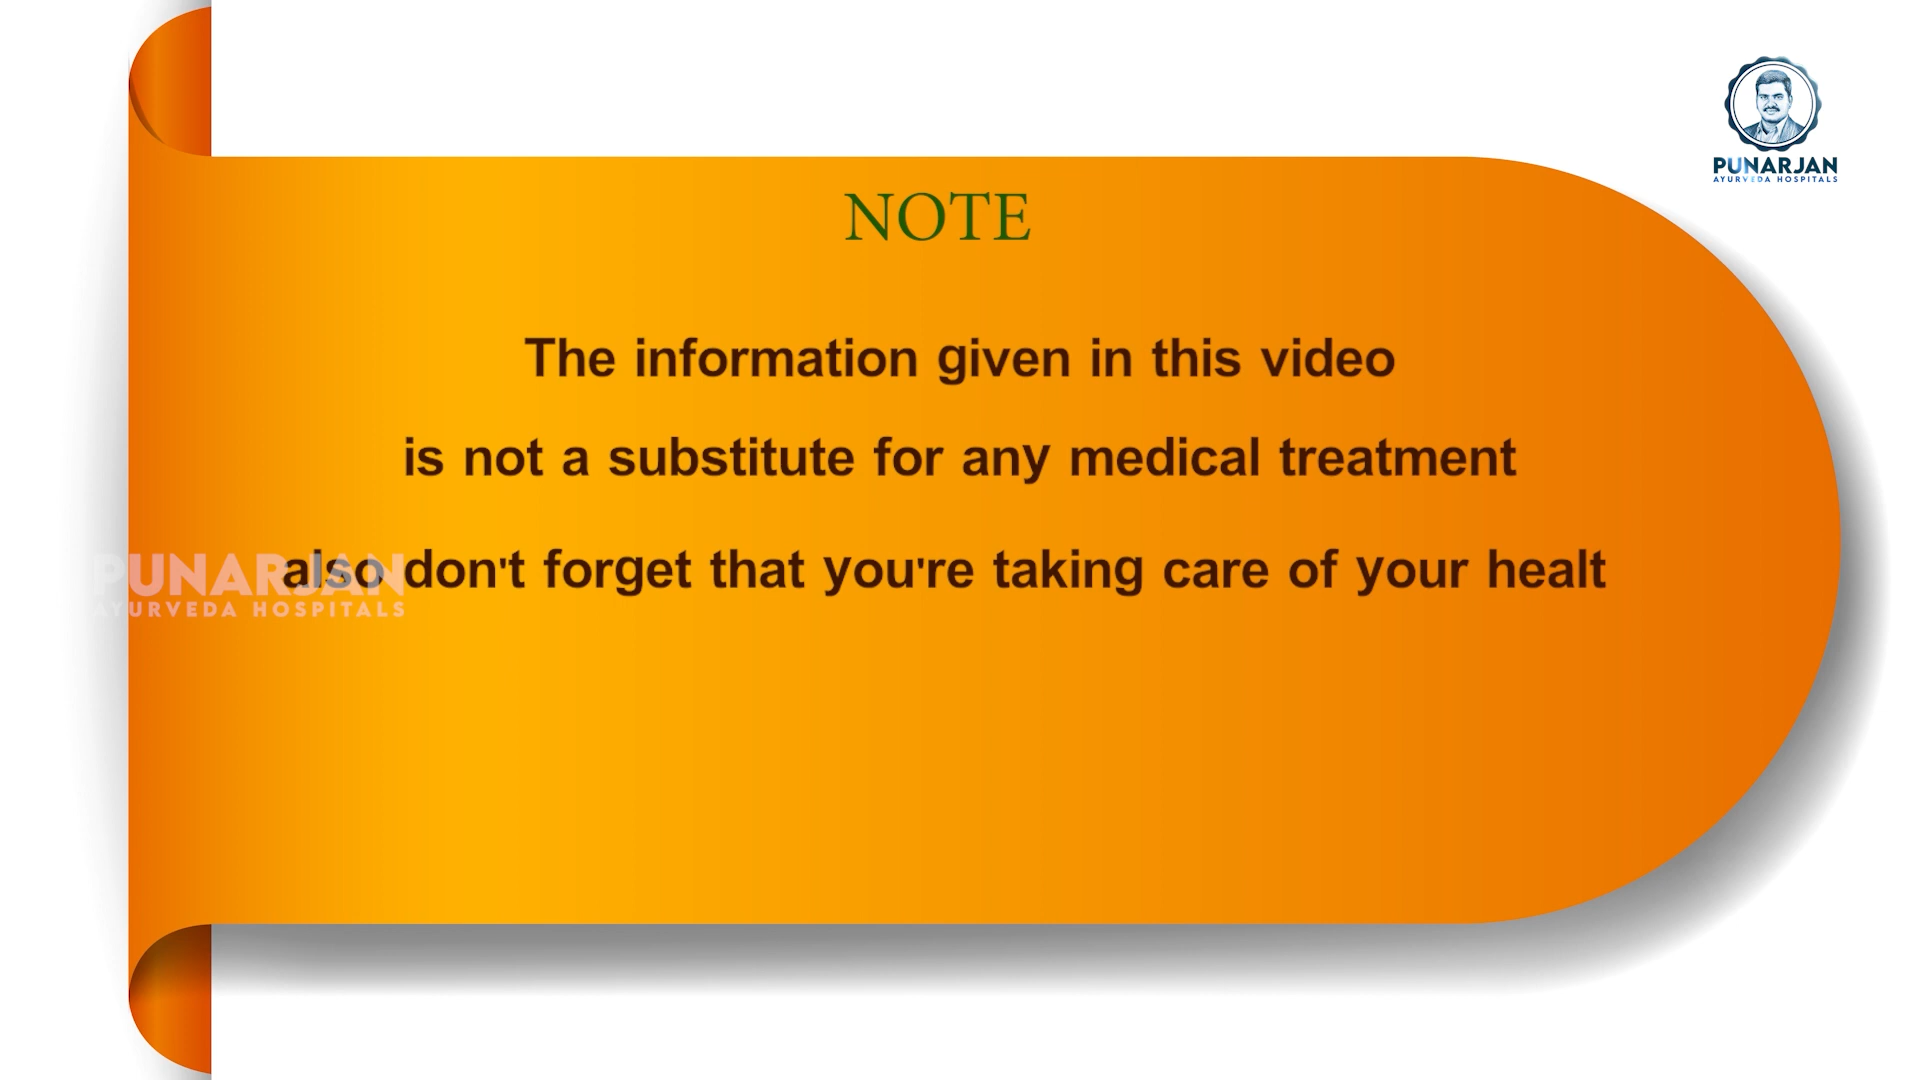 PUNARJAN
AYURVEDA HOSPITALS
NOTE
The information given in this video
is not a substitute for any medical treatment
also don't forget that you're taking care of your healt
PUNARJAN
AYURVEDA HOSPITALS